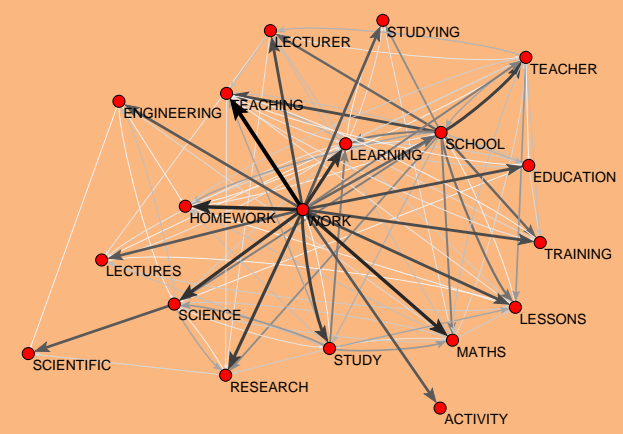 STUDYING
LECTURER
TEACHER
TEACHING
ENGINEERING
SCHOOL
LEARNING
EDUCATION
HOMEWORK
WORK
TRAINING
LECTURES
SCIENCE
LESSONS
MATHS
STUDY
SCIENTIFIC
RESEARCH
ACTIVITY